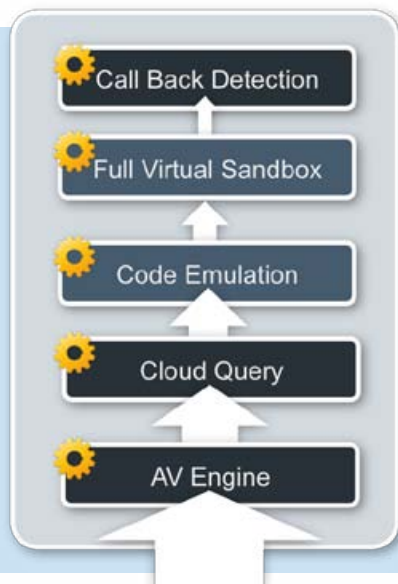 Call Back Detection
Full Virtual Sandbox
Code Emulation
Cloud Query
AV Engine